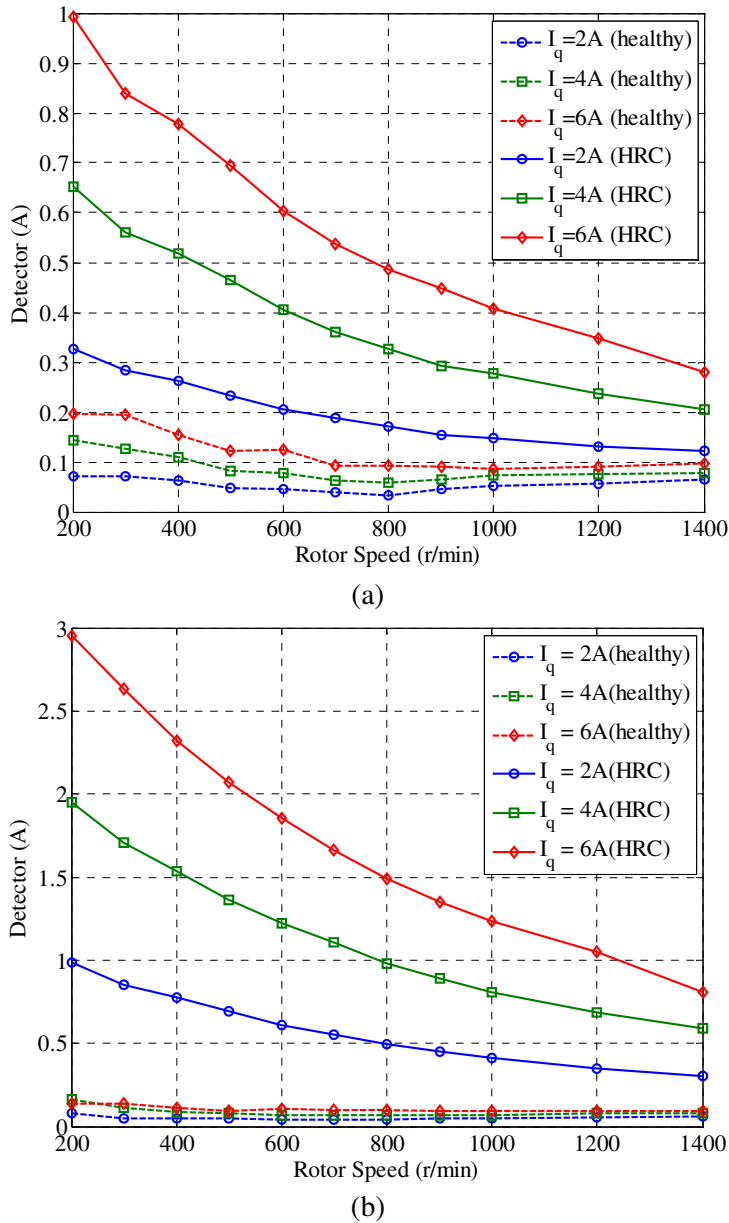 1
0.9
0.8
0.7
0.6
0.5
0.4
0.3
0.2
0.1
0
Detector (A)
I_q=2A (healthy)
I_q=4A (healthy)
I_q=6A (healthy)
I_q=2A (HRC)
I_q=4A (HRC)
I_q=6A (HRC)
200 400 600 800 1000 1200 1400
Rotor Speed (r/min)
(a)
3
2.5
2
1.5
1
0.5
0
Detector (A)
I_q = 2A(healthy)
I_q = 4A(healthy)
I_q = 6A(healthy)
I_q = 2A(HRC)
I_q = 4A(HRC)
I_q = 6A(HRC)
200 400 600 800 1000 1200 1400
Rotor Speed (r/min)
(b)